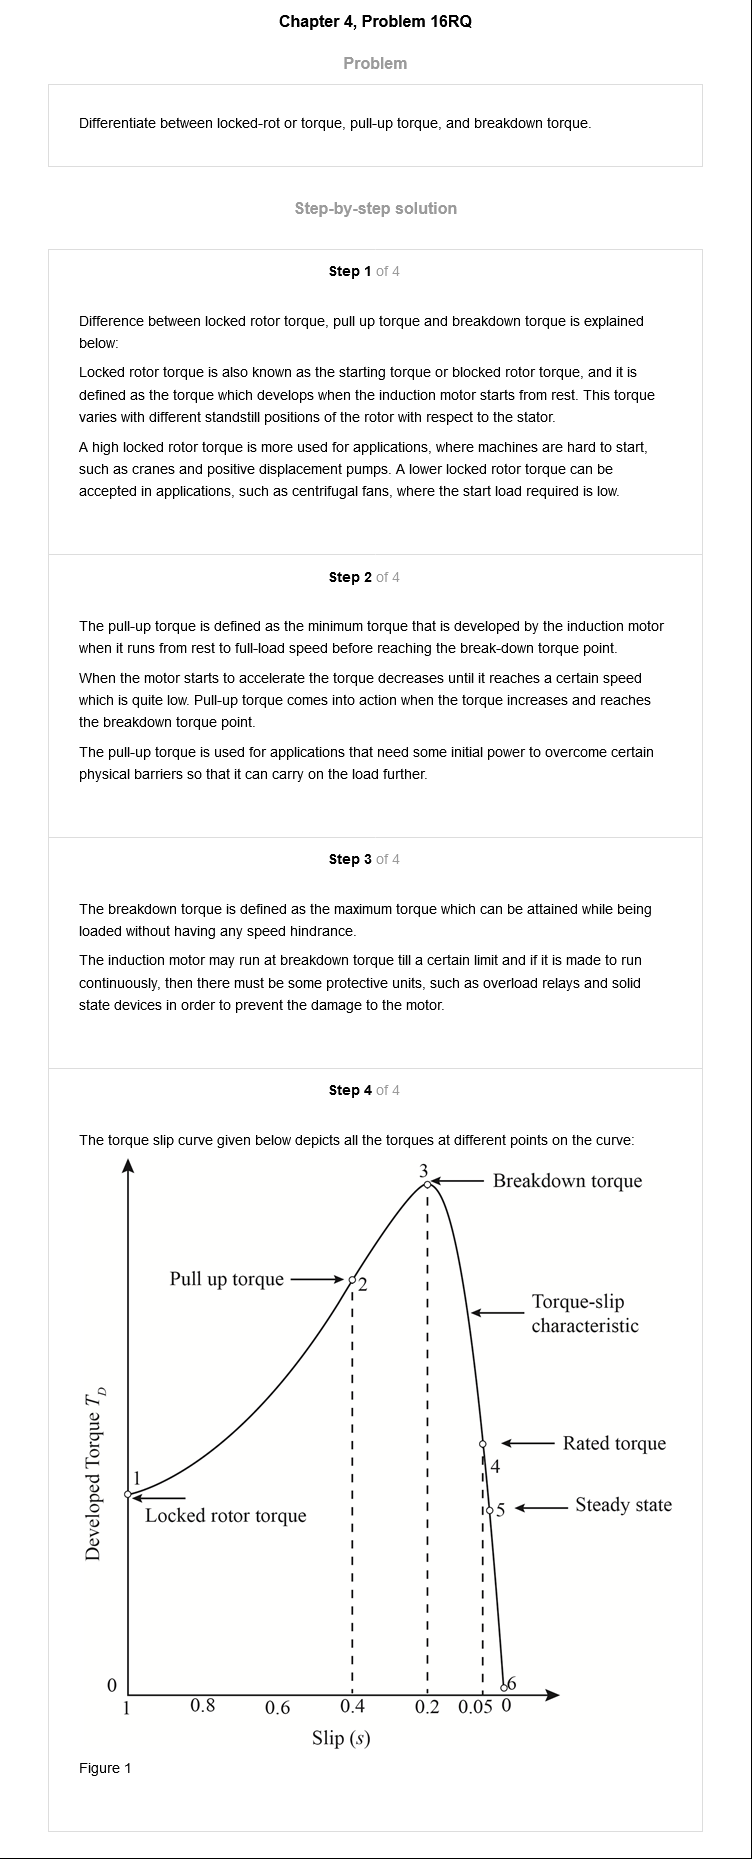 Chapter 4, Problem 16RQ
Problem
Differentiate between locked-rot or torque, pull-up torque, and breakdown torque.
Step-by-step solution
Step 1 of 4
Difference between locked rotor torque, pull up torque and breakdown torque is explained
below:
Locked rotor torque is also known as the starting torque or blocked rotor torque, and it is
defined as the torque which develops when the induction motor starts from rest. This torque
varies with different standstill positions of the rotor with respect to the stator.
A high locked rotor torque is more used for applications, where machines are hard to start,
such as cranes and positive displacement pumps. A lower locked rotor torque can be
accepted in applications, such as centrifugal fans, where the start load required is low.
Step 2 of 4
The pull-up torque is defined as the minimum torque that is developed by the induction motor
when it runs from rest to full-load speed before reaching the break-down torque point.
When the motor starts to accelerate the torque decreases until it reaches a certain speed
which is quite low. Pull-up torque comes into action when the torque increases and reaches
the breakdown torque point.
The pull-up torque is used for applications that need some initial power to overcome certain
physical barriers so that it can carry on the load further.
Step 3 of 4
The breakdown torque is defined as the maximum torque which can be attained while being
loaded without having any speed hindrance.
The induction motor may run at breakdown torque till a certain limit and if it is made to run
continuously, then there must be some protective units, such as overload relays and solid
state devices in order to prevent the damage to the motor.
Step 4 of 4
The torque slip curve given below depicts all the torques at different points on the curve:
3
Breakdown torque
Pull up torque
2
Torque-slip
characteristic
Developed Torque T_D
Rated torque
4
1
Locked rotor torque
5
Steady state
0
6
1 0.8 0.6 0.4 0.2 0.05 0
Slip (s)
Figure 1